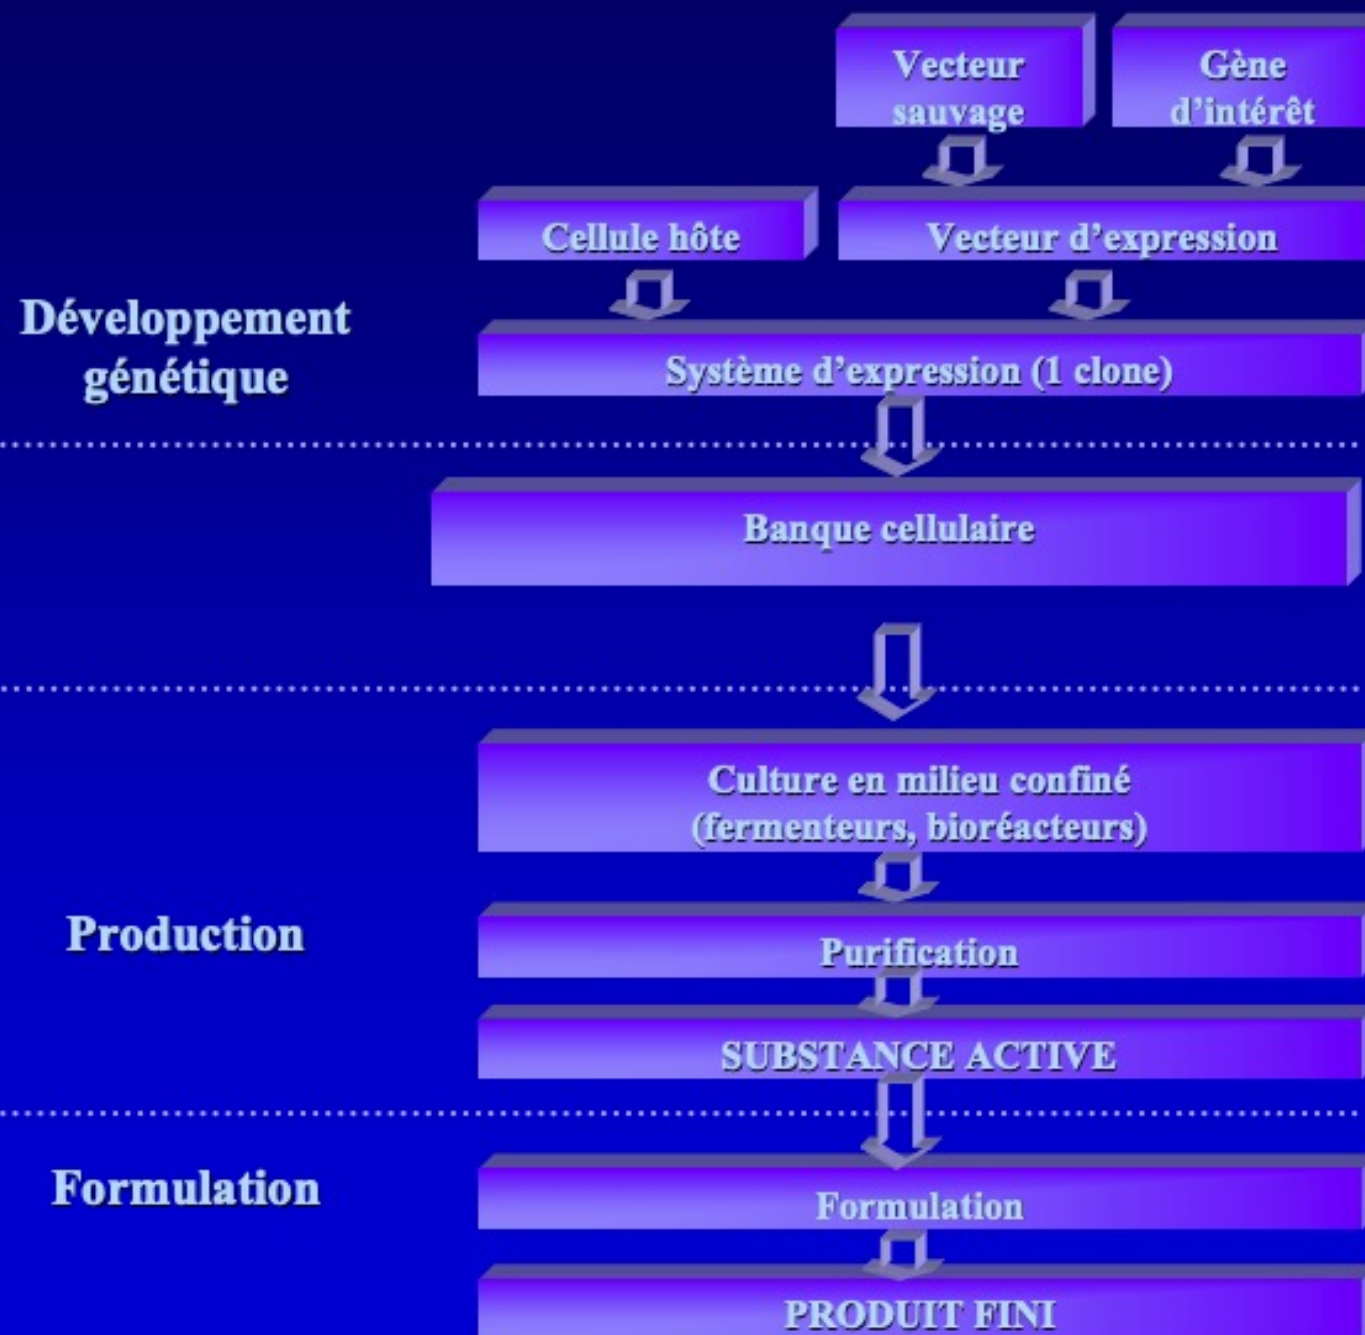 Vecteur
sauvage
Gène
d’intérêt
Cellule hôte
Vecteur d’expression
Développement
génétique
Système d’expression (1 clone)
Banque cellulaire
Culture en milieu confiné
(fermenteurs, bioréacteurs)
Production
Purification
SUBSTANCE ACTIVE
Formulation
Formulation
PRODUIT FINI